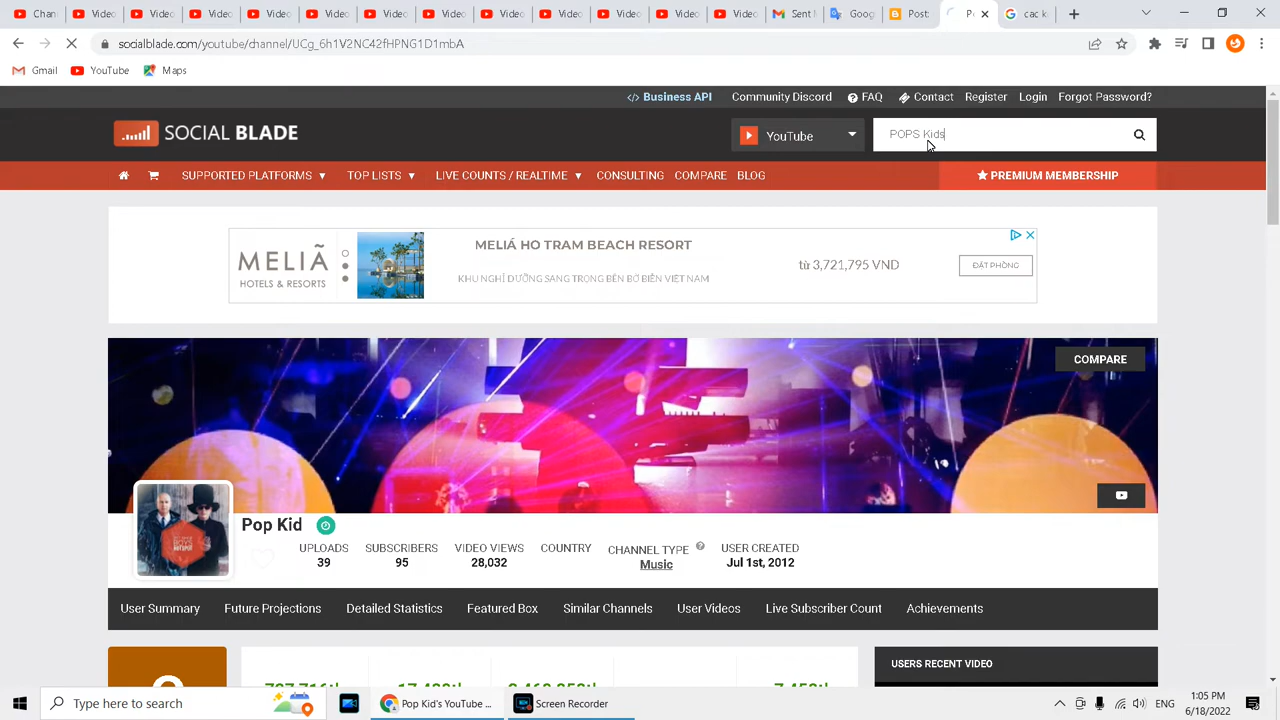 Chan
Video
Video
Video
Video
Video
Video
Video
Video
Video
Video
Video
Video
Sent
Goog
Post:
cac k
socialblade.com/youtube/channel/UCg_6h1V2NC42fHPNG1D1mbA
Gmail
YouTube
Maps
</> Business API
Community Discord
FAQ
Contact
Register
Login
Forgot Password?
SOCIAL BLADE
YouTube
POPS Kids
SUPPORTED PLATFORMS ▼
TOP LISTS ▼
LIVE COUNTS / REALTIME ▼
CONSULTING
COMPARE
BLOG
PREMIUM MEMBERSHIP
MELIÃ
HOTELS & RESORTS
MELIÁ HO TRAM BEACH RESORT
KHU NGHỈ DƯỠNG SANG TRỌNG BÊN BỜ BIỂN VIỆT NAM
từ 3,721,795 VND
ĐẶT PHÒNG
COMPARE
Pop Kid
UPLOADS
39
SUBSCRIBERS
95
VIDEO VIEWS
28,032
COUNTRY
CHANNEL TYPE
Music
USER CREATED
Jul 1st, 2012
User Summary
Future Projections
Detailed Statistics
Featured Box
Similar Channels
User Videos
Live Subscriber Count
Achievements
USERS RECENT VIDEO
Type here to search
Pop Kid's YouTube ...
Screen Recorder
ENG
1:05 PM
6/18/2022